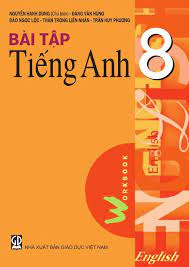 NGUYỄN HẠNH DUNG (Chủ biên) - ĐẶNG VĂN HÙNG
ĐÀO NGỌC LỘC - THÂN TRỌNG LIÊN NHÂN - TRẦN HUY PHƯƠNG
BÀI TẬP
Tiếng Anh 8
English
WORKBOOK
NHÀ XUẤT BẢN GIÁO DỤC VIỆT NAM
English